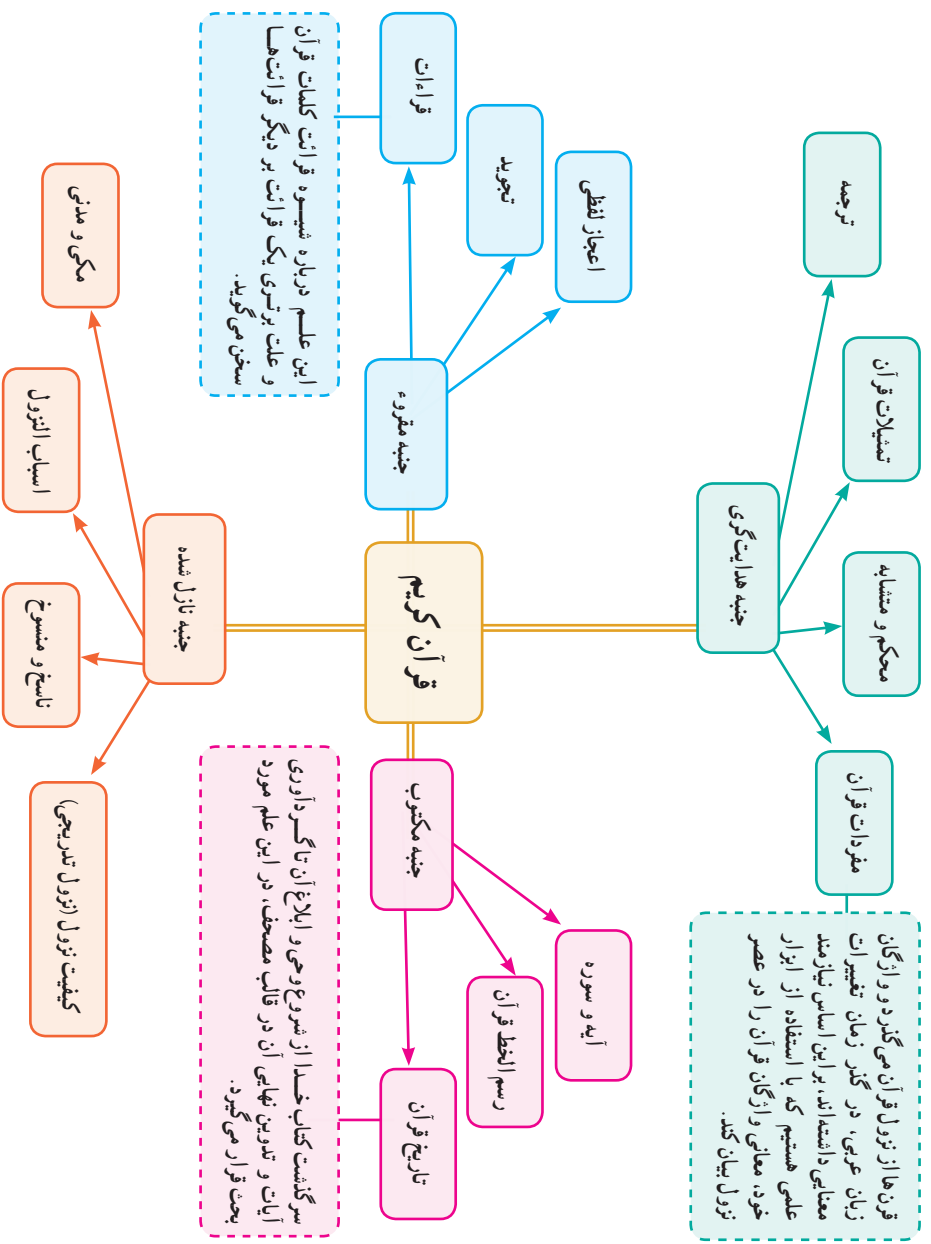 قرآن کریم
جنبه هدایت‌گری
ترجمه
تمثیلات قرآن
محکم و متشابه
مفردات قرآن
قرن‌ها از نزول قرآن می‌گذرد و واژگان
زبان عربی، در گذر زمان تغییرات
معنایی داشته‌اند، بر این اساس نیازمند
علمی هستیم که با استفاده از ابزار
خود، معانی واژگان قرآن را در عصر
نزول بیان کند.
جنبه مقروء
اعجاز لفظی
تجوید
قراءات
این علم درباره شیوه قرائت کلمات قرآن
و علت برتری یک قرائت بر دیگر قرائت‌ها
سخن می‌گوید.
جنبه مکتوب
آیه و سوره
رسم الخط قرآن
تاریخ قرآن
سرگذشت کتاب خدا از شروع وحی و ابلاغ آن تا گردآوری
آیات و تدوین نهایی آن در قالب مصحف، در این علم مورد
بحث قرار می‌گیرد.
جنبه نازل شده
مکی و مدنی
اسباب النزول
ناسخ و منسوخ
کیفیت نزول (نزول تدریجی)